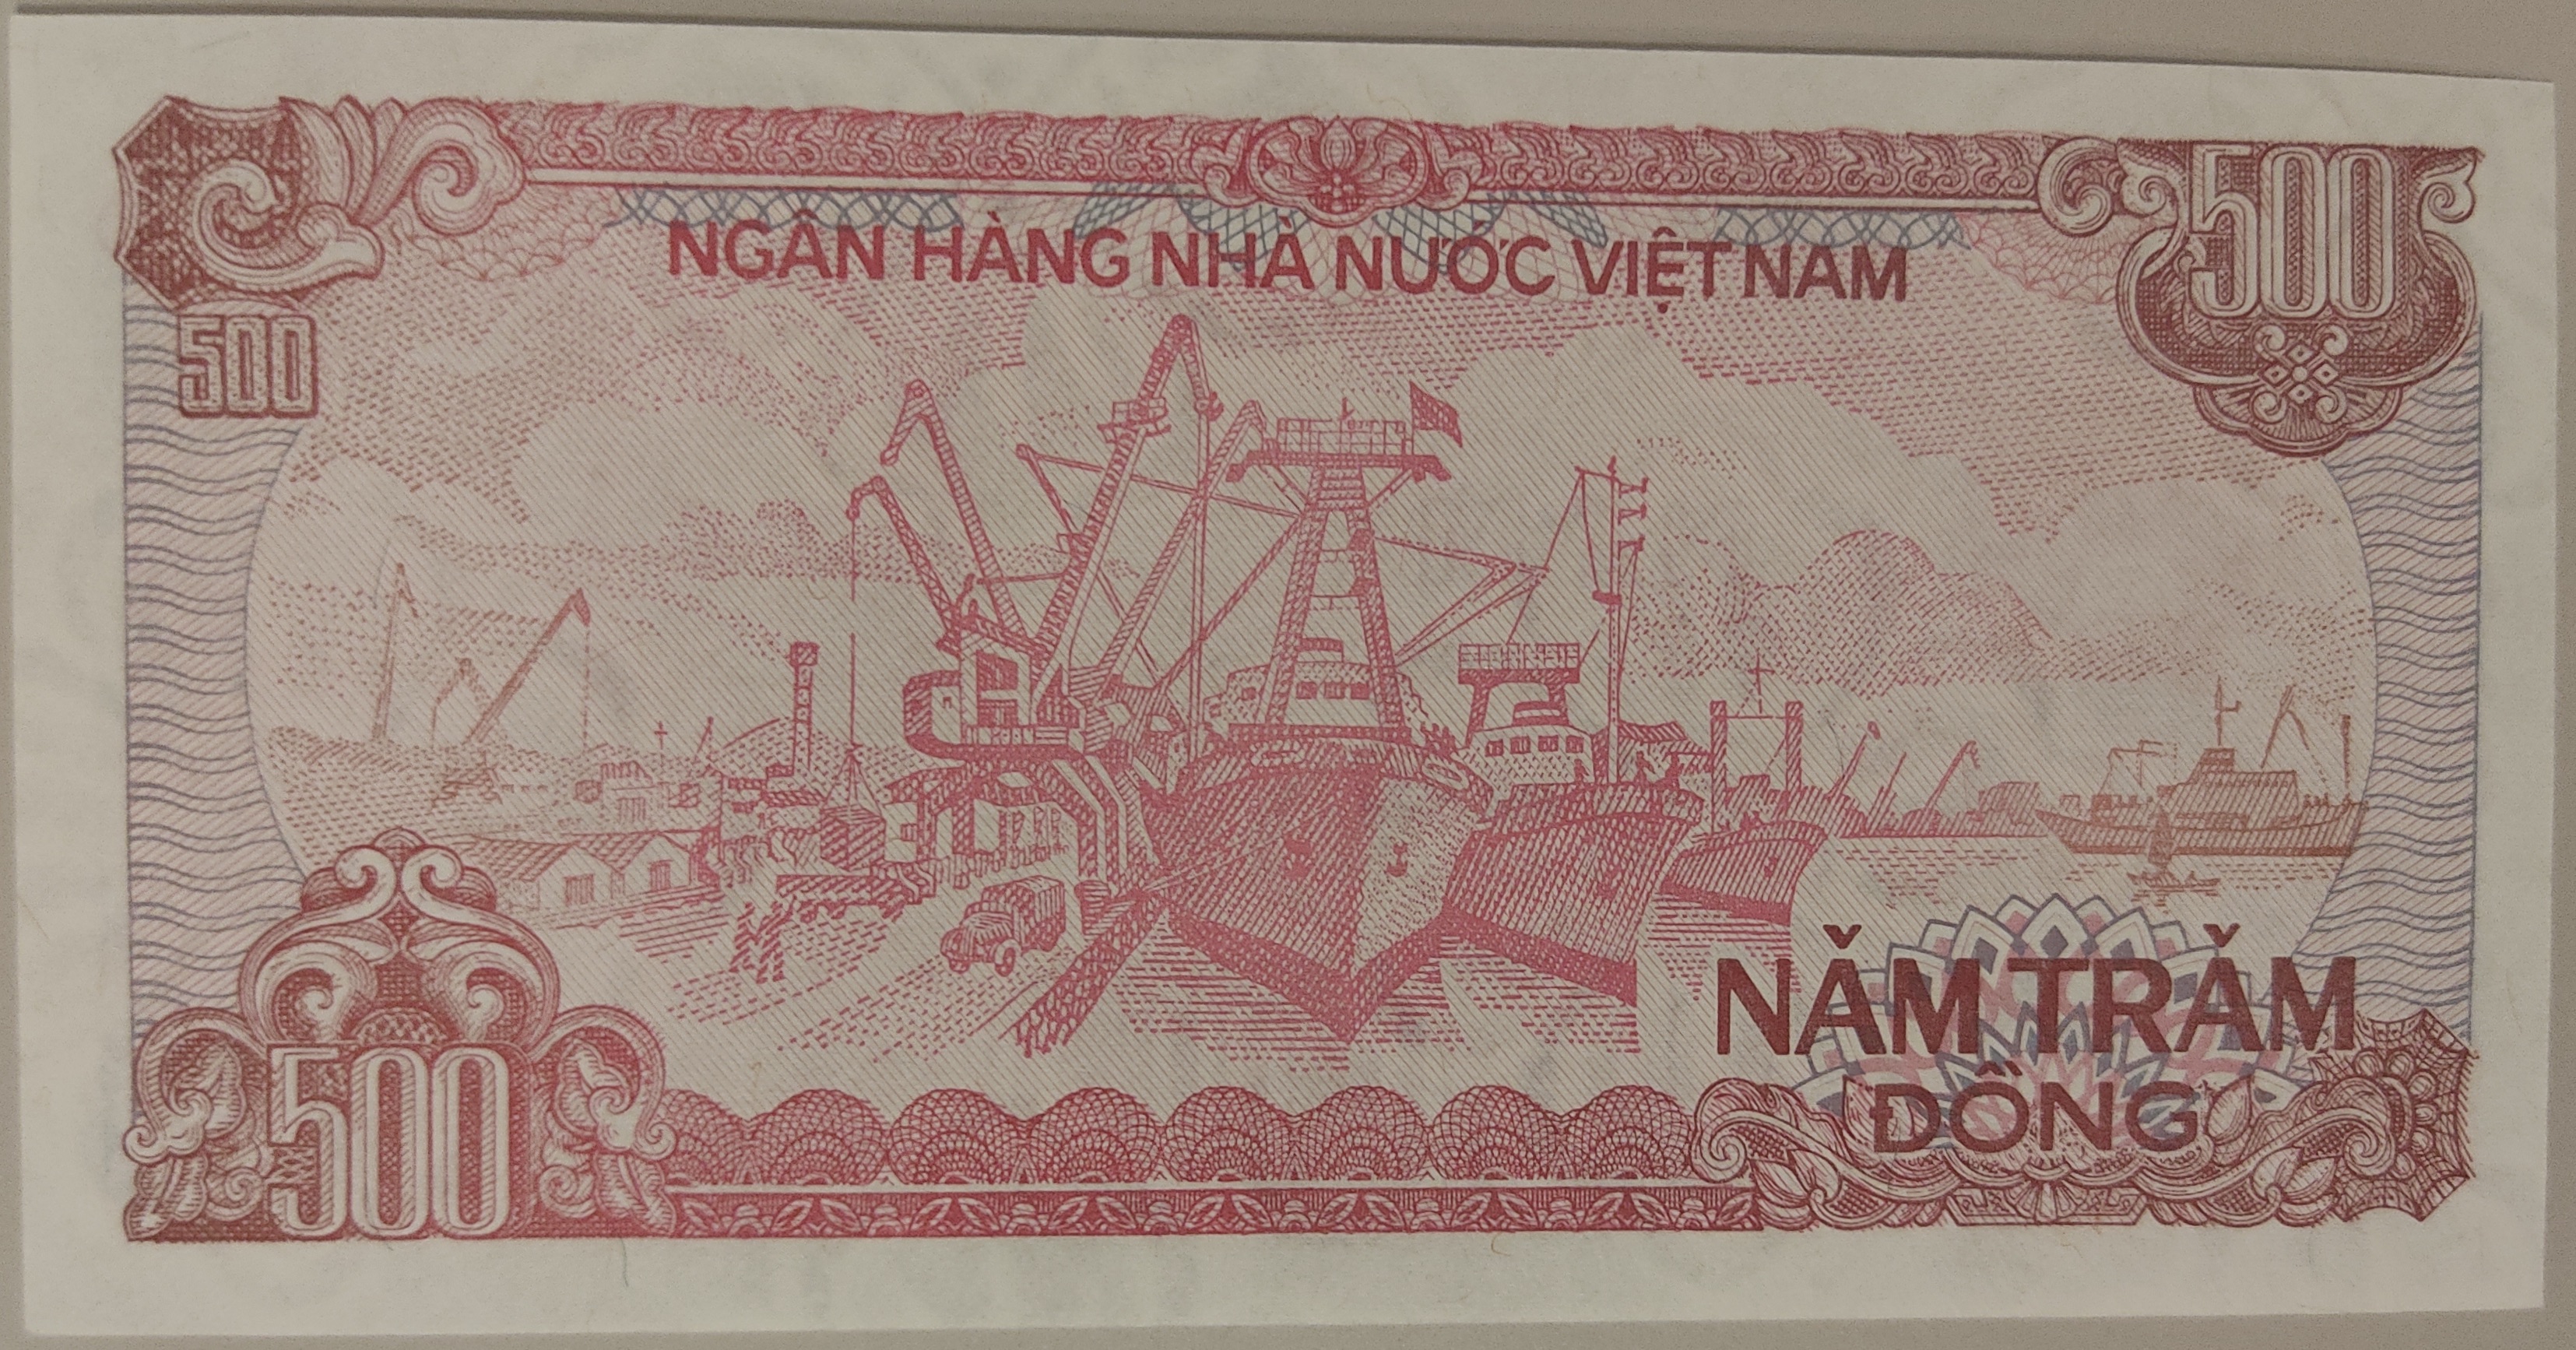 500
NGÂN HÀNG NHÀ NƯỚC VIỆT NAM
500
NĂM TRĂM
ĐỒNG
500